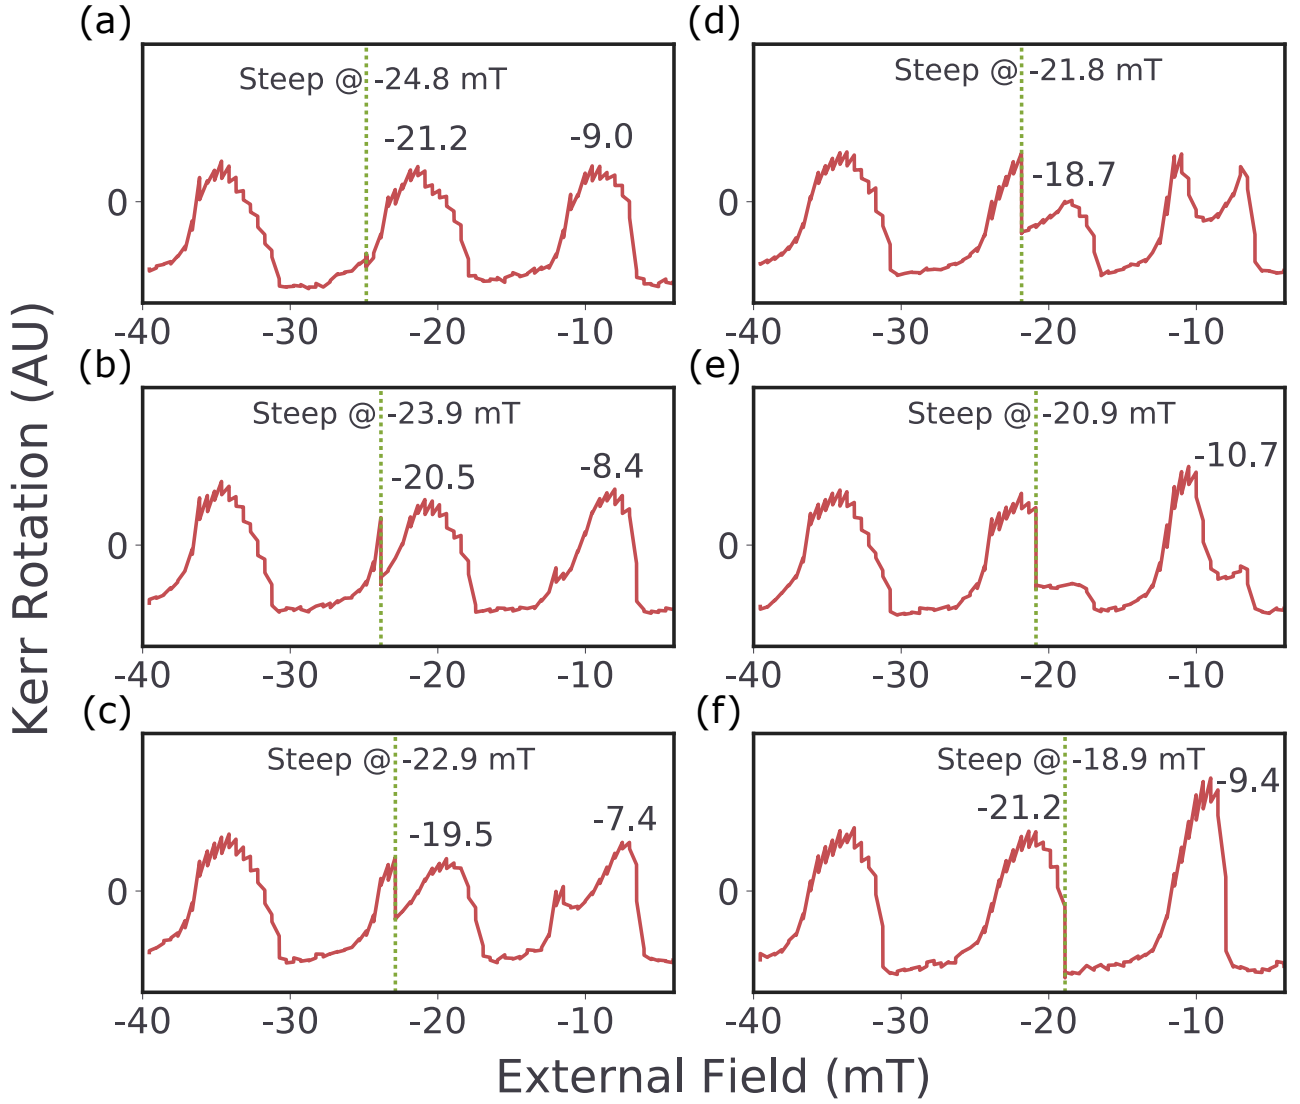 Kerr Rotation (AU)
(a)
Steep @ -24.8 mT
-21.2
-9.0
0
-40
-30
-20
-10
(b)
Steep @ -23.9 mT
-20.5
-8.4
0
-40
-30
-20
-10
(c)
Steep @ -22.9 mT
-19.5
-7.4
0
-40
-30
-20
-10
(d)
Steep @ -21.8 mT
-18.7
0
-40
-30
-20
-10
(e)
Steep @ -20.9 mT
-10.7
0
-40
-30
-20
-10
(f)
Steep @ -18.9 mT
-21.2
-9.4
0
-40
-30
-20
-10
External Field (mT)